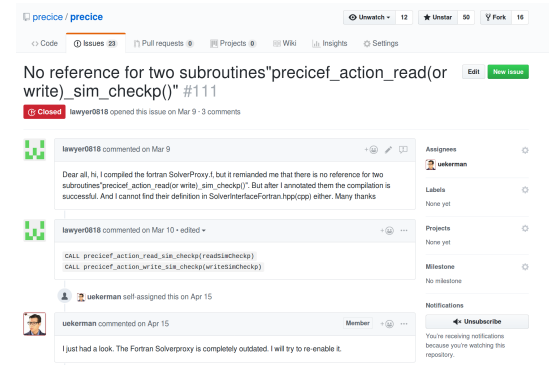 precice / precice
Unwatch 12 Unstar 50 Fork 16
Code Issues 23 Pull requests 0 Projects 0 Wiki Insights Settings
No reference for two subroutines"precicef_action_read(or
write)_sim_checkp()" #111
Edit New issue
Closed lawyer0818 opened this issue on Mar 9 · 3 comments
lawyer0818 commented on Mar 9
Dear all, hi, I compiled the fortran SolverProxy.f, but it remianded me that there is no reference for two
subroutines"precicef_action_read(or write)_sim_checkp()". But after I annotated them the compilation is
successful. And I cannot find their definition in SolverInterfaceFortran.hpp(cpp) either. Many thanks
lawyer0818 commented on Mar 10 • edited
CALL precicef_action_read_sim_checkp(readSimCheckp)
CALL precicef_action_write_sim_checkp(writeSimCheckp)
uekerman self-assigned this on Apr 15
uekerman commented on Apr 15 Member
I just had a look. The Fortran Solverproxy is completely outdated. I will try to re-enable it.
Assignees
uekerman
Labels
None yet
Projects
None yet
Milestone
No milestone
Notifications
Unsubscribe
You're receiving notifications
because you're watching this
repository.